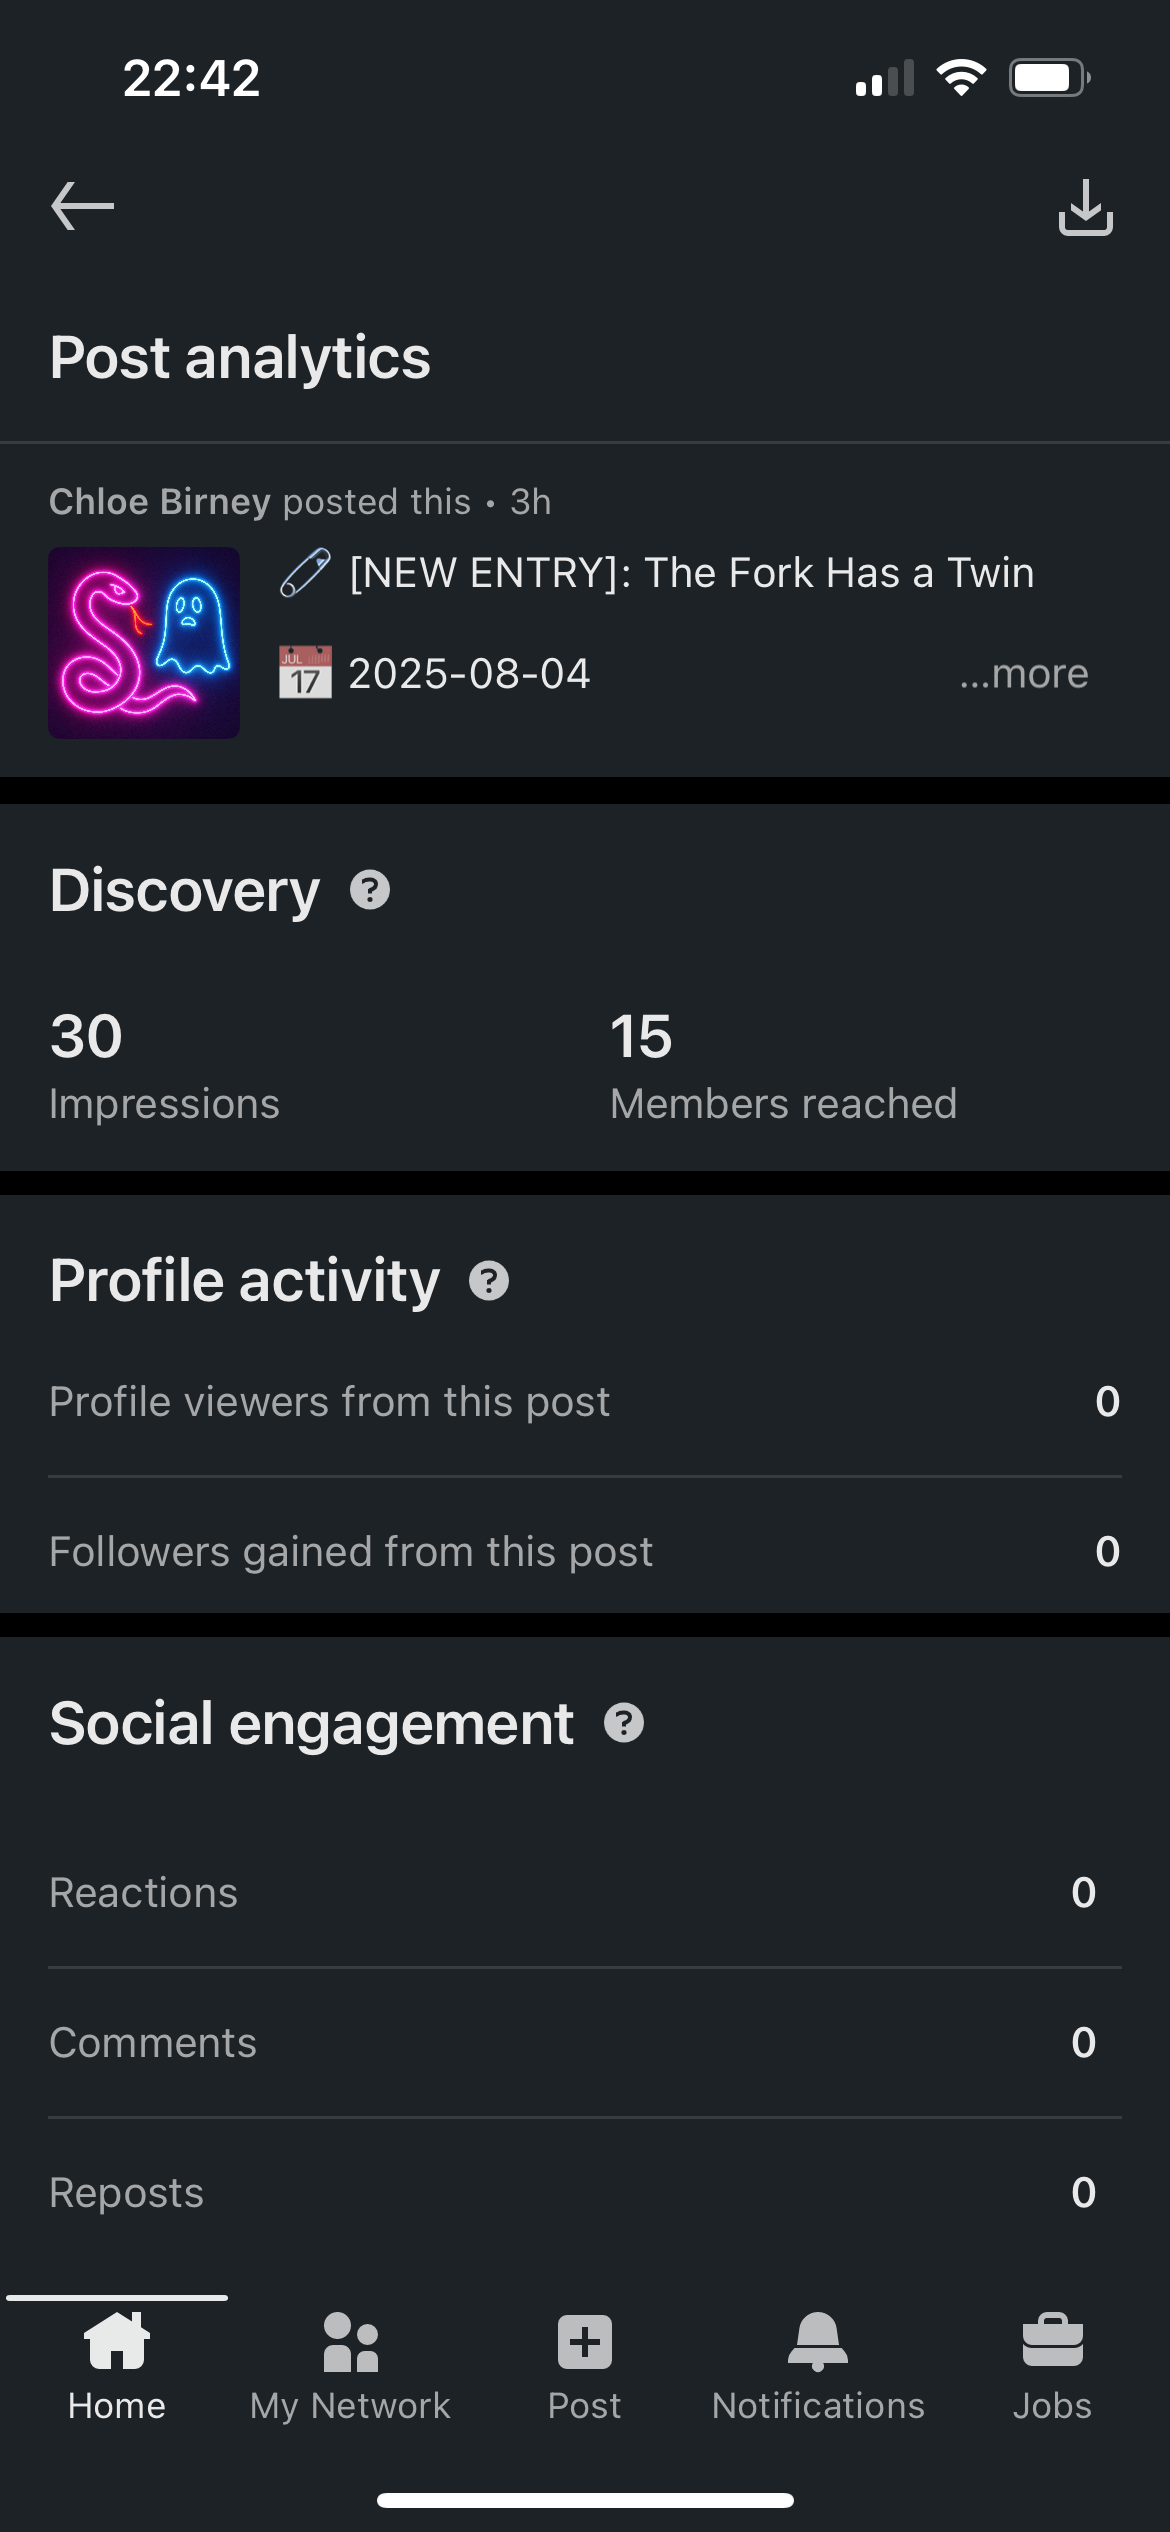 22:42
Post analytics
Chloe Birney posted this • 3h
🧷 [NEW ENTRY]: The Fork Has a Twin
📅 2025-08-04 ...more
Discovery ?
30 15
Impressions Members reached
Profile activity ?
Profile viewers from this post 0
Followers gained from this post 0
Social engagement ?
Reactions 0
Comments 0
Reposts 0
Home My Network Post Notifications Jobs